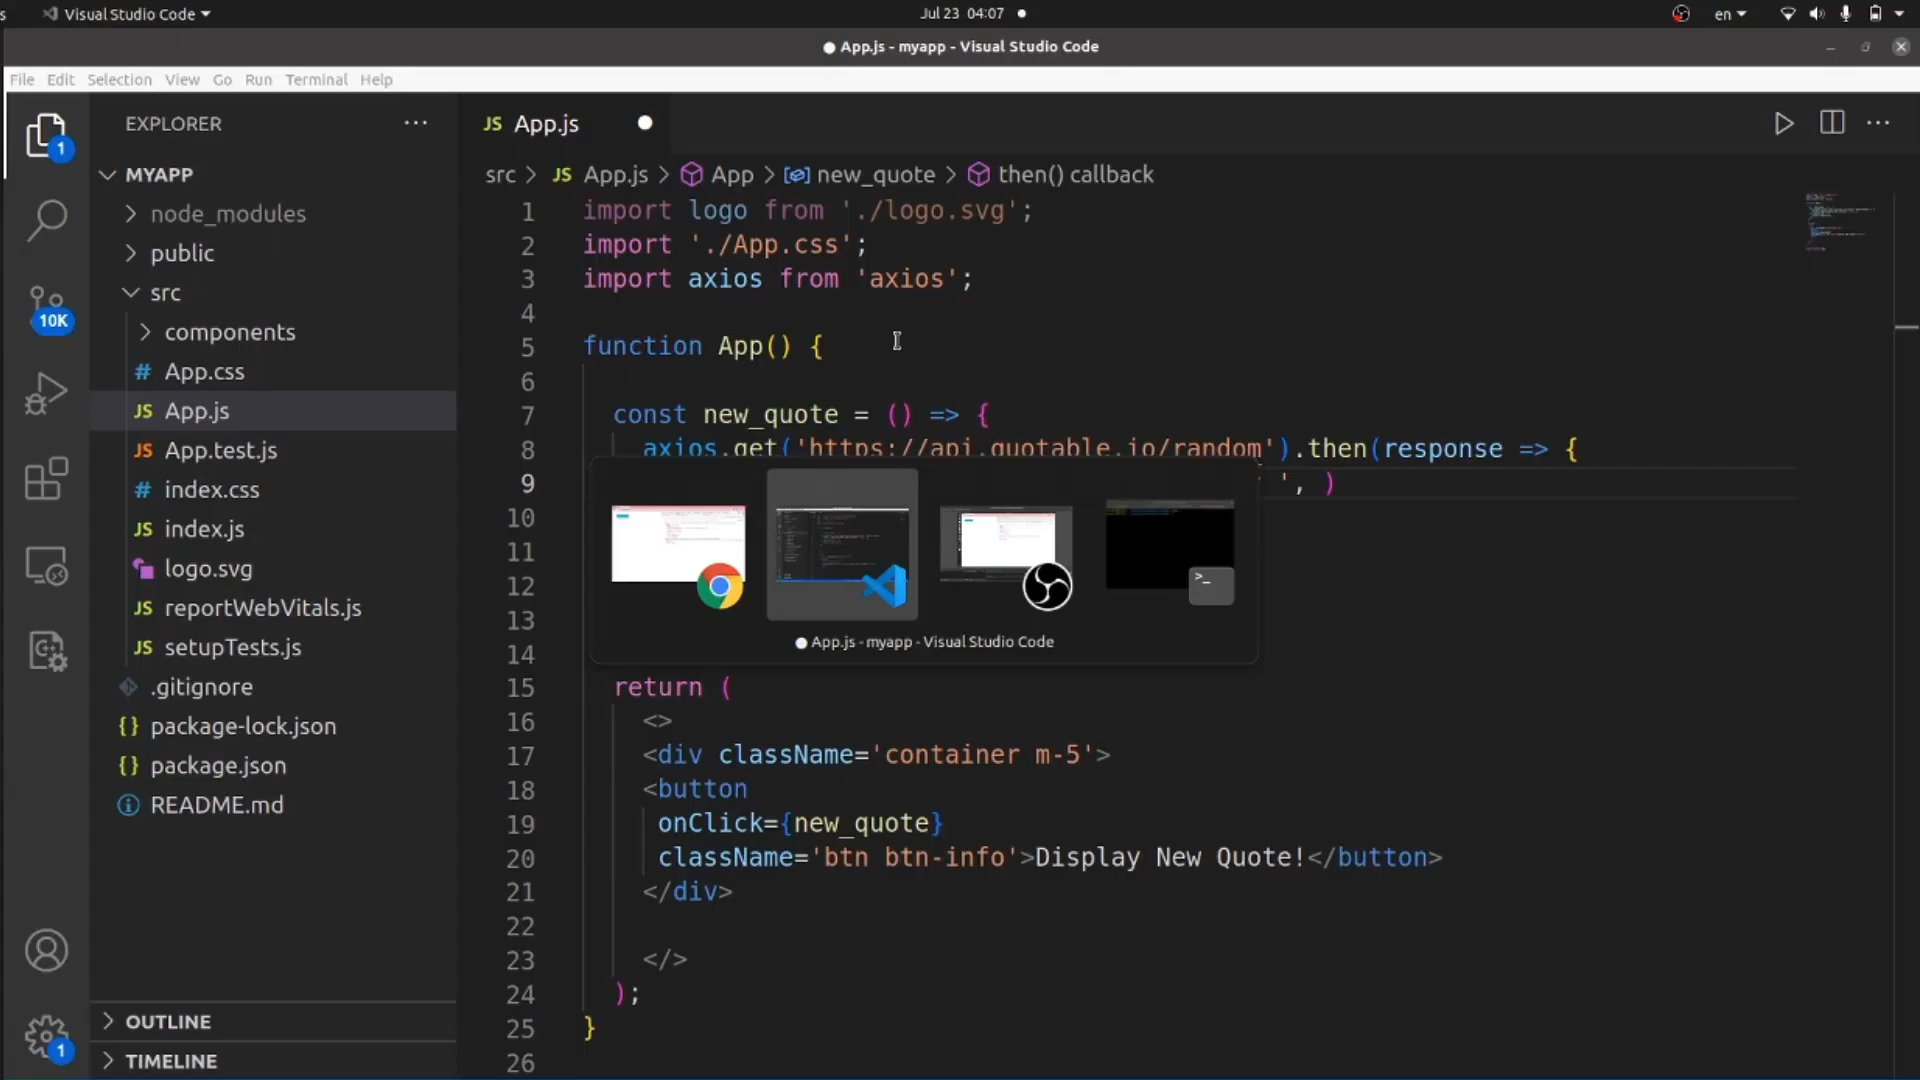 s
Visual Studio Code
Jul 23 04:07
en
● App.js - myapp - Visual Studio Code
File Edit Selection View Go Run Terminal Help
1
10K
1
EXPLORER
MYAPP
node_modules
public
src
components
# App.css
JS App.js
JS App.test.js
# index.css
JS index.js
logo.svg
JS reportWebVitals.js
JS setupTests.js
.gitignore
{} package-lock.json
{} package.json
README.md
OUTLINE
TIMELINE
JS App.js
src > JS App.js > App > new_quote > then() callback
1 import logo from './logo.svg';
2 import './App.css';
3 import axios from 'axios';
4
5 function App() {
6
7 const new_quote = () => {
8 axios.get('https://api.quotable.io/random').then(response => {
9 ', )
10
11
12
13
14
15 return (
16 <>
17 <div className='container m-5'>
18 <button
19 onClick={new_quote}
20 className='btn btn-info'>Display New Quote!</button>
21 </div>
22
23 </>
24 );
25 }
26
>_
● App.js - myapp - Visual Studio Code